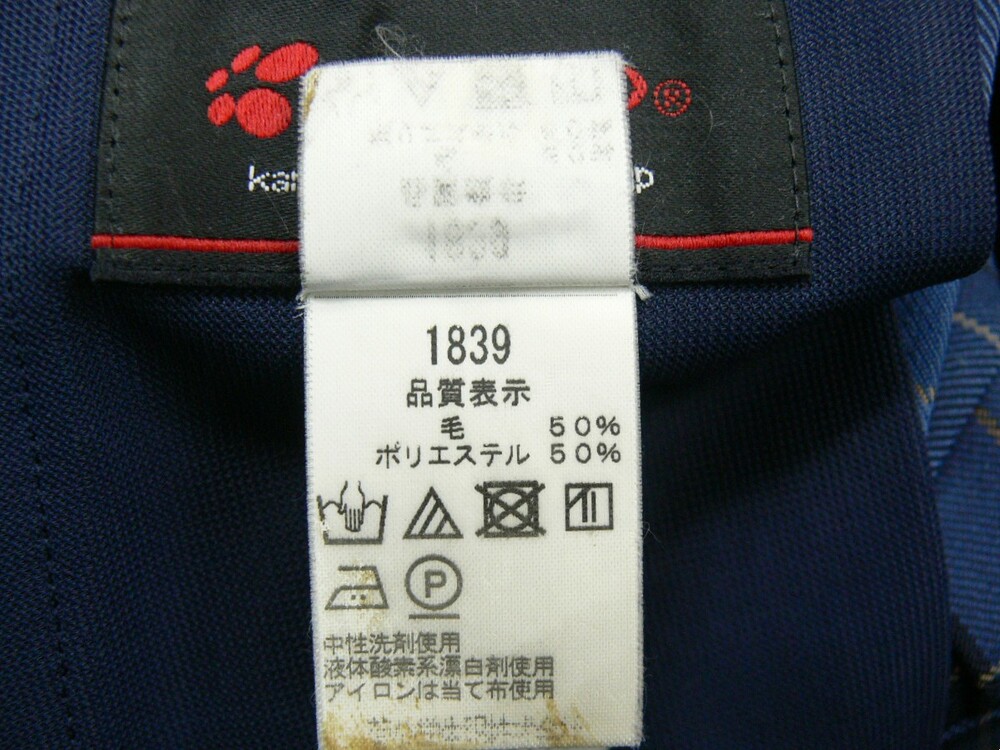 ®
1839
品質表示
毛 50%
ポリエステル 50%
P
中性洗剤使用
液体酸素系漂白剤使用
アイロンは当て布使用